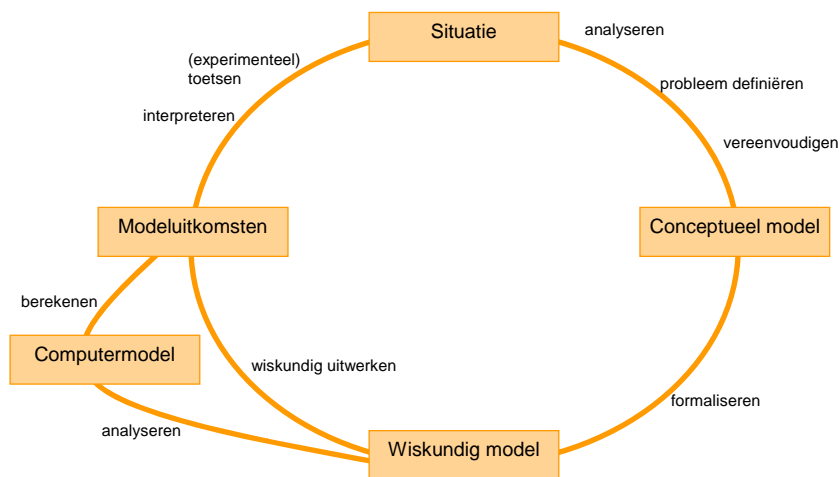 Situatie
analyseren
(experimenteel)
toetsen
probleem definiëren
interpreteren
vereenvoudigen
Modeluitkomsten
Conceptueel model
berekenen
Computermodel
wiskundig uitwerken
formaliseren
analyseren
Wiskundig model